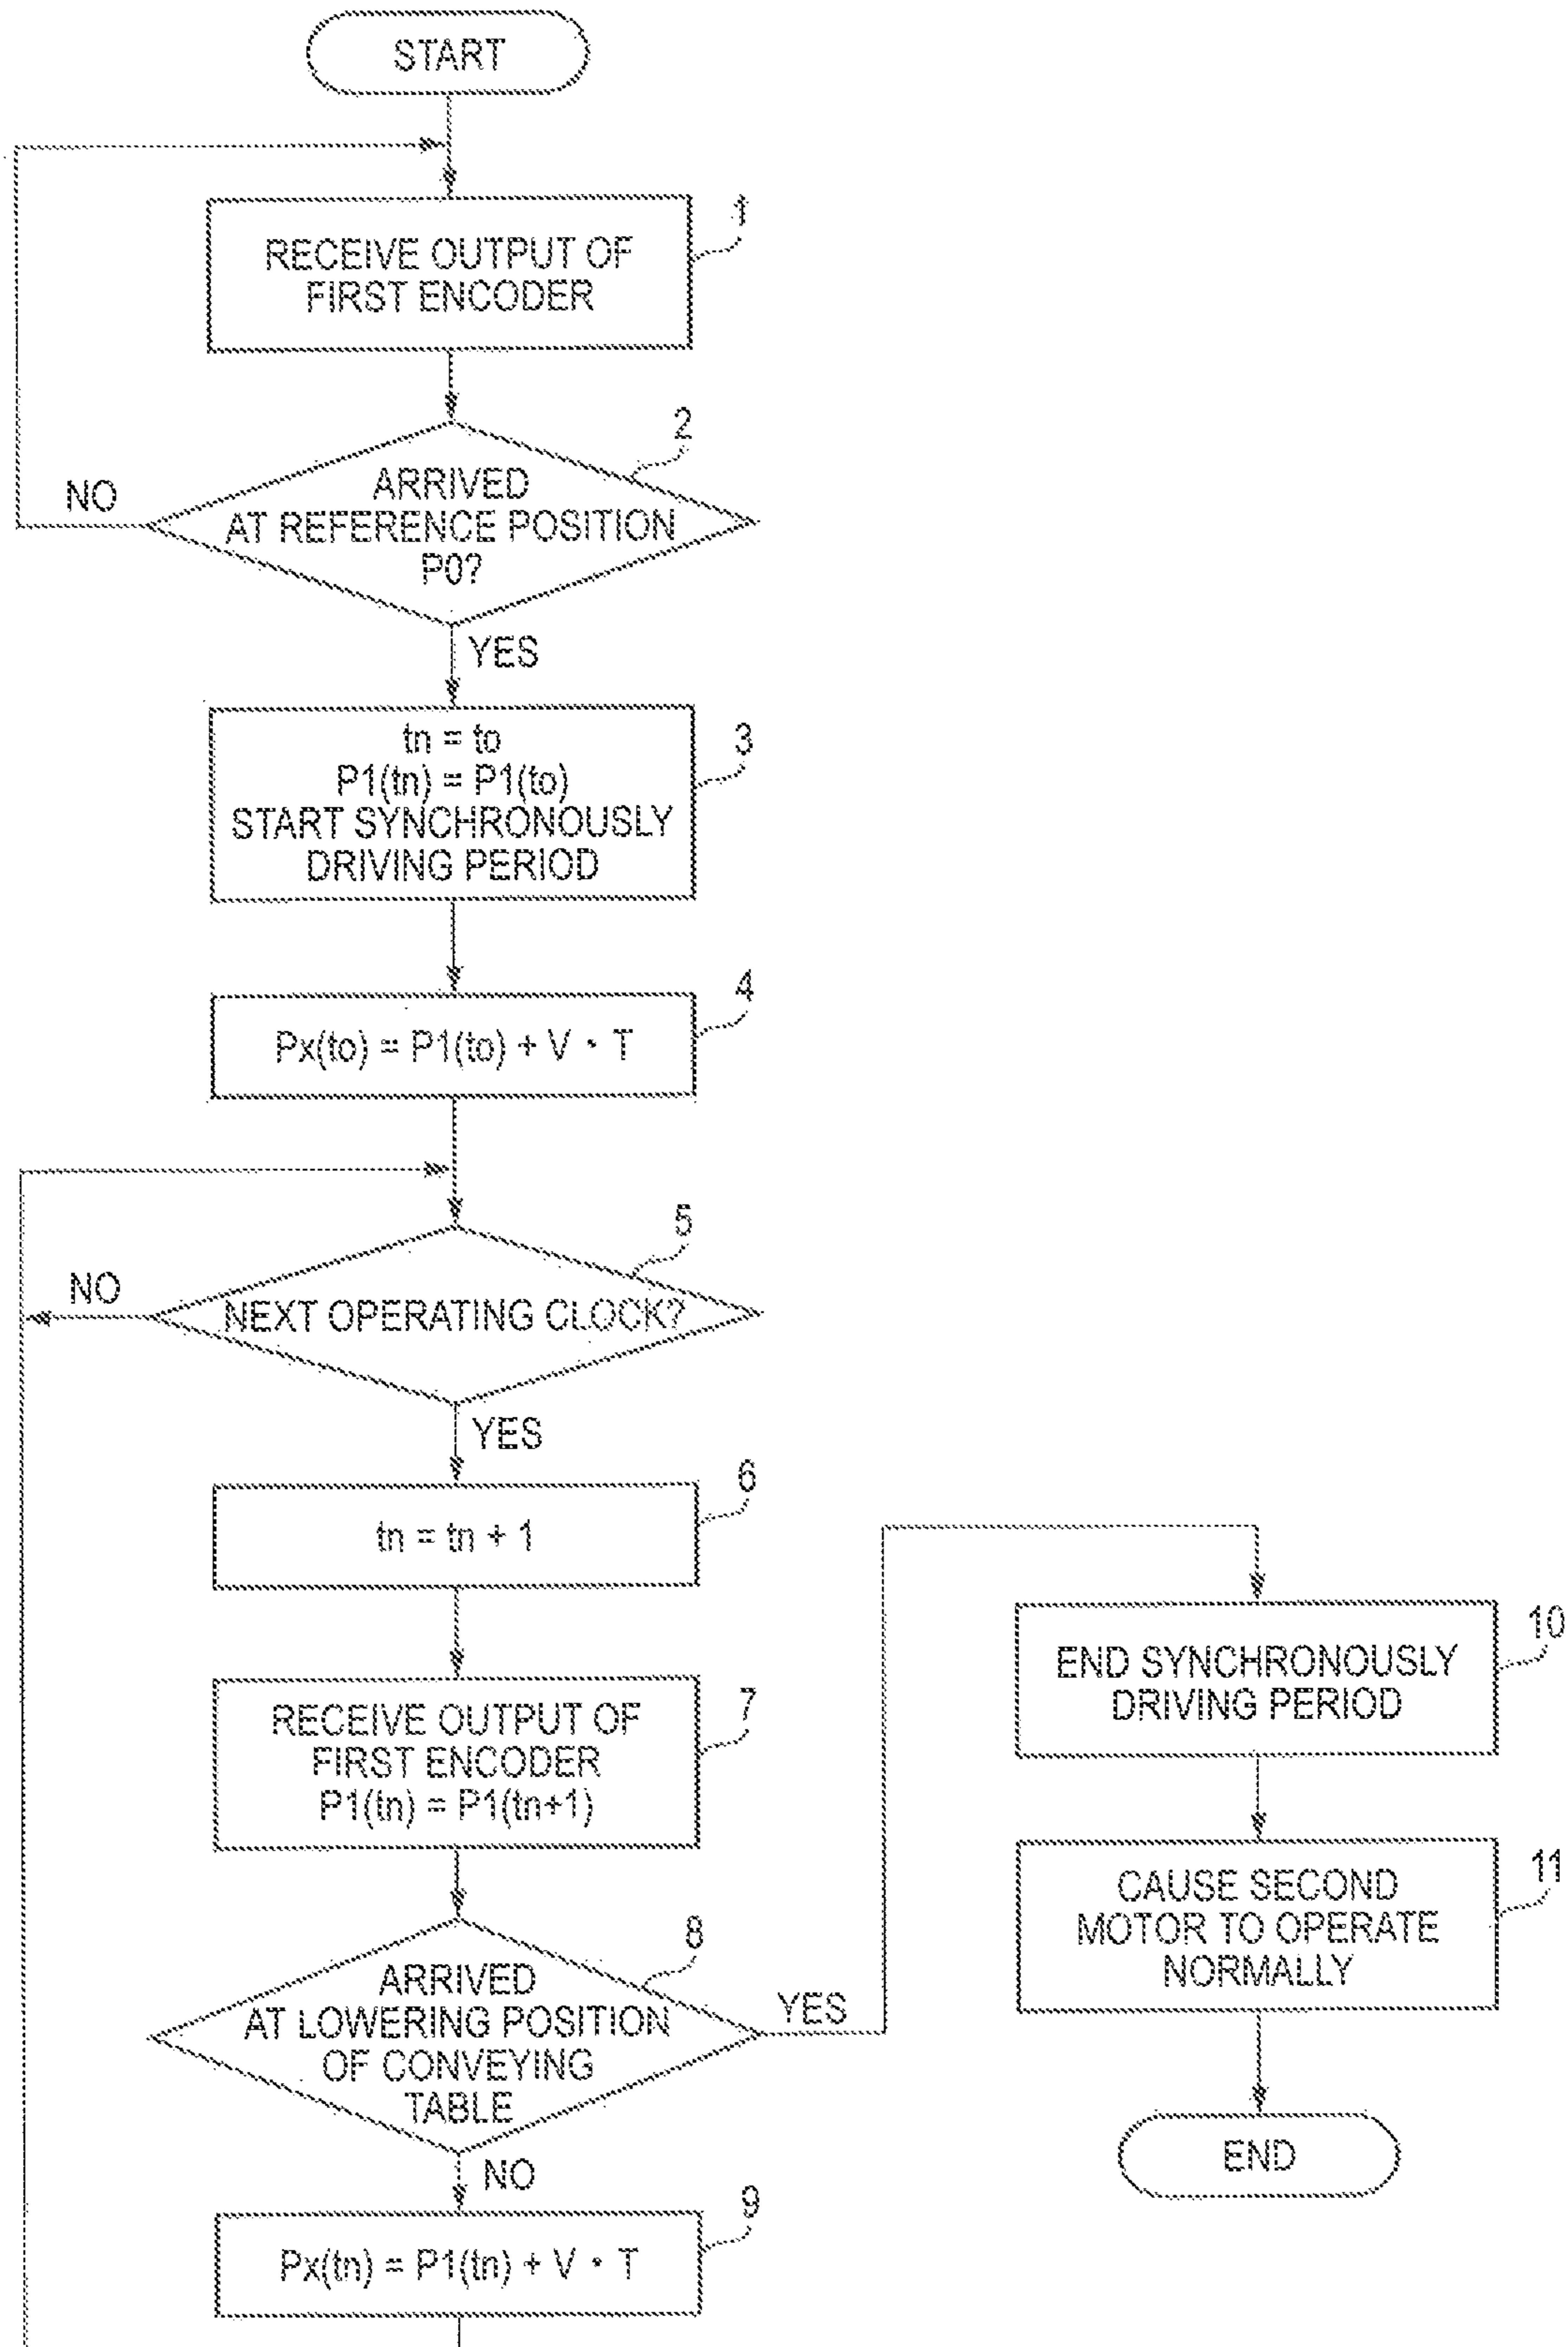 START
1
RECEIVE OUTPUT OF
FIRST ENCODER
2
ARRIVED
AT REFERENCE POSITION
P0?
NO
YES
3
tn = to
P1(tn) = P1(to)
START SYNCHRONOUSLY
DRIVING PERIOD
4
Px(to) = P1(to) + V・T
5
NEXT OPERATING CLOCK?
NO
YES
6
tn = tn + 1
7
RECEIVE OUTPUT OF
FIRST ENCODER
P1(tn) = P1(tn+1)
8
ARRIVED
AT LOWERING POSITION
OF CONVEYING
TABLE
YES
NO
9
Px(tn) = P1(tn) + V・T
10
END SYNCHRONOUSLY
DRIVING PERIOD
11
CAUSE SECOND
MOTOR TO OPERATE
NORMALLY
END